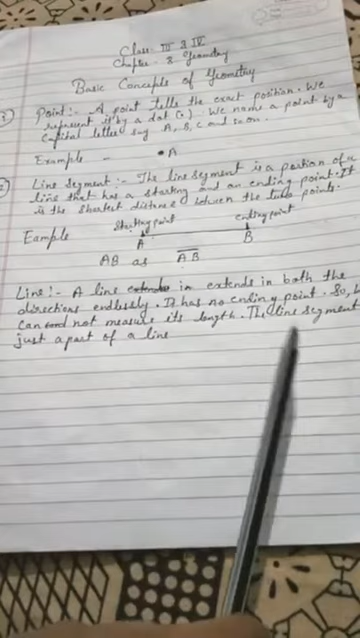 Class - III & IV
Chapter - 8 - Geometry
Basic Concepts of Geometry
① Point :- A point tells the exact position. We
represent it by a dot (•). We name a point by a
Capital letter say A, B, C and so on.
Example - • A
② Line Segment :- The line segment is a portion of a
line that has a starting and an ending point. It
is the shortest distance between the two points.
Starting point ending point
Eample A B
AB as AB
Line :- A line in extends in both the
directions endlessly. It has no ending point. So,
can not measure its length. The line segment
just a part of a line